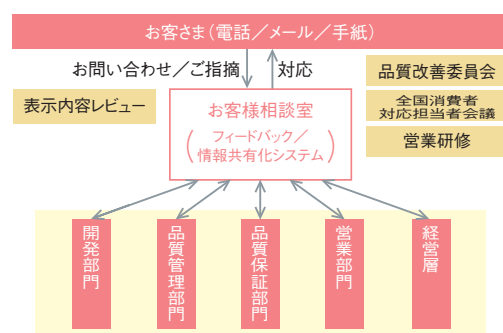 お客さま（電話／メール／手紙）
お問い合わせ／ご指摘
対応
品質改善委員会
表示内容レビュー
お客様相談室
（フィードバック／
情報共有化システム）
全国消費者
対応担当者会議
営業研修
開発部門
品質管理部門
品質保証部門
営業部門
経営層